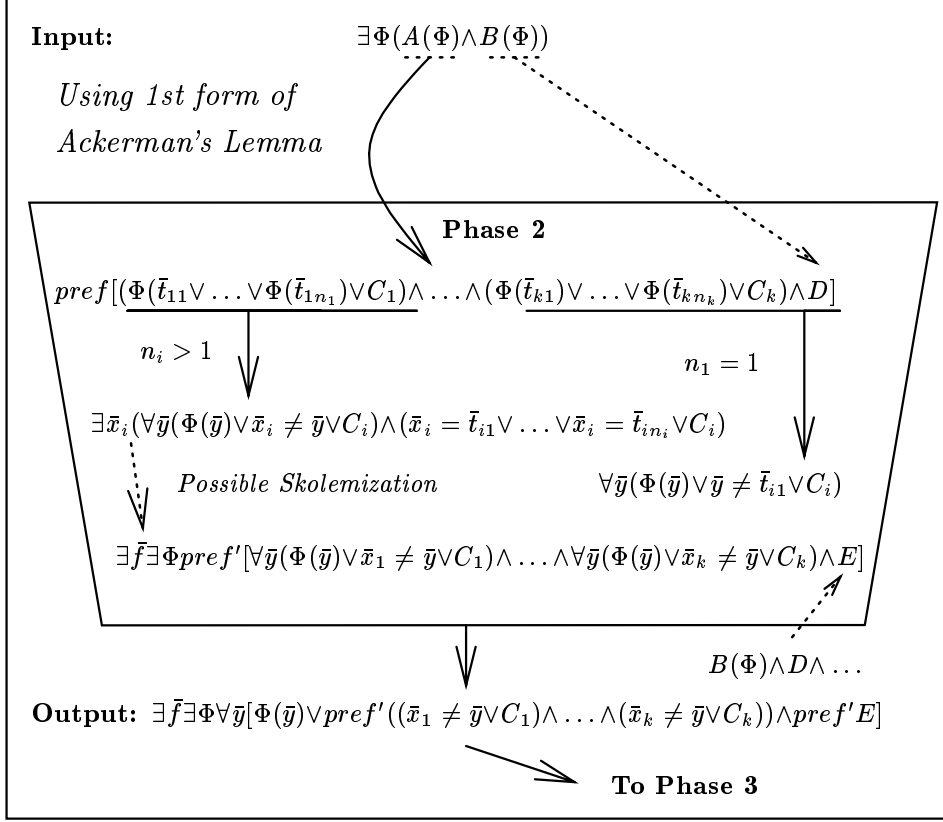 Input: ∃Φ(A(Φ)∧B(Φ))
Using 1st form of
Ackerman's Lemma
Phase 2
pref[(Φ(t̄₁₁∨ … ∨Φ(t̄₁ₙ₁)∨C₁)∧ … ∧(Φ(t̄ₖ₁)∨ … ∨Φ(t̄ₖₙₖ)∨Cₖ)∧D]
nᵢ > 1
n₁ = 1
∃x̄ᵢ(∀ȳ(Φ(ȳ)∨x̄ᵢ ≠ ȳ∨Cᵢ)∧(x̄ᵢ = t̄ᵢ₁∨ … ∨x̄ᵢ = t̄ᵢₙᵢ∨Cᵢ)
Possible Skolemization
∀ȳ(Φ(ȳ)∨ȳ ≠ t̄ᵢ₁∨Cᵢ)
∃f̄∃Φpref′[∀ȳ(Φ(ȳ)∨x̄₁ ≠ ȳ∨C₁)∧ … ∧∀ȳ(Φ(ȳ)∨x̄ₖ ≠ ȳ∨Cₖ)∧E]
B(Φ)∧D∧ …
Output: ∃f̄∃Φ∀ȳ[Φ(ȳ)∨pref′((x̄₁ ≠ ȳ∨C₁)∧ … ∧(x̄ₖ ≠ ȳ∨Cₖ))∧pref′E]
To Phase 3